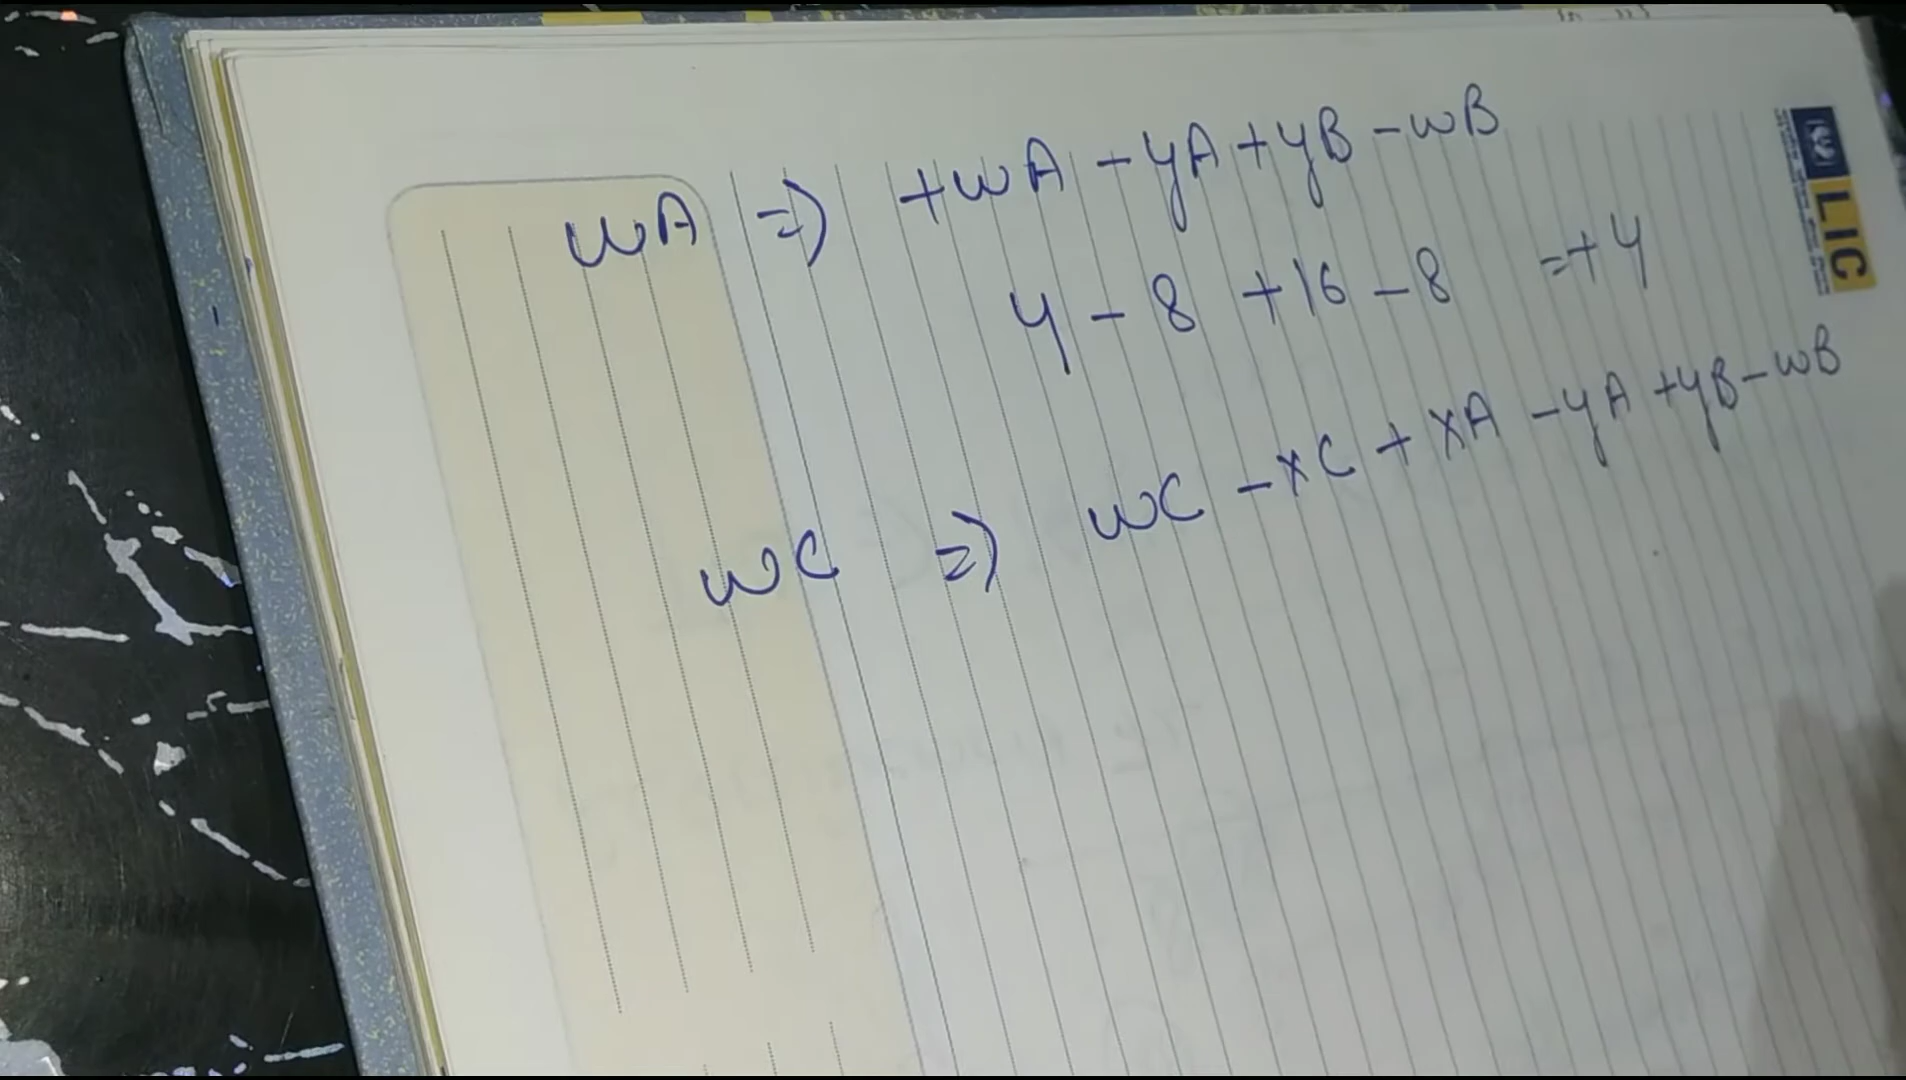 WA => +WA -yA +yB -WB
4 - 8 +16 -8 =+4
WC => WC -XC + XA -yA +yB-WB
LIC